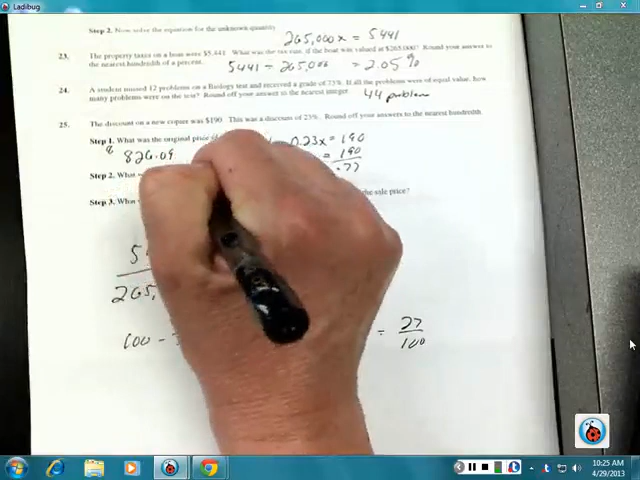 Ladibug
Step 2. Now solve the equation for the unknown quantity
265,000x = 5441
23. The property taxes on a boat were $5,441. What was the tax rate, if the boat was valued at $265,000? Round your answer to
the nearest hundredth of a percent.
5441 ÷ 265,000 = 2.05%
24. A student missed 12 problems on a Biology test and received a grade of 73%. If all the problems were of equal value, how
many problems were on the test? Round off your answer to the nearest integer.
44 problem
25. The discount on a new copier was $190. This was a discount of 23%. Round off your answer to the nearest hundredth
Step 1. What was the original price
0.23x = 190
$ 826.09
= 190
Step 2. What
Step 3. What the sale price?
5
265,
100 - = 27
100
10:25 AM
4/29/2013